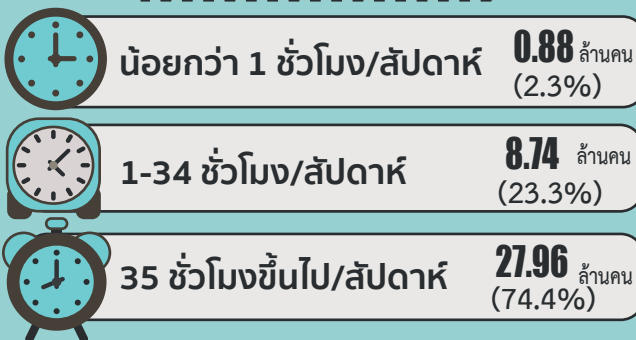 น้อยกว่า 1 ชั่วโมง/สัปดาห์ 0.88 ล้านคน
(2.3%)
1-34 ชั่วโมง/สัปดาห์ 8.74 ล้านคน
(23.3%)
35 ชั่วโมงขึ้นไป/สัปดาห์ 27.96 ล้านคน
(74.4%)